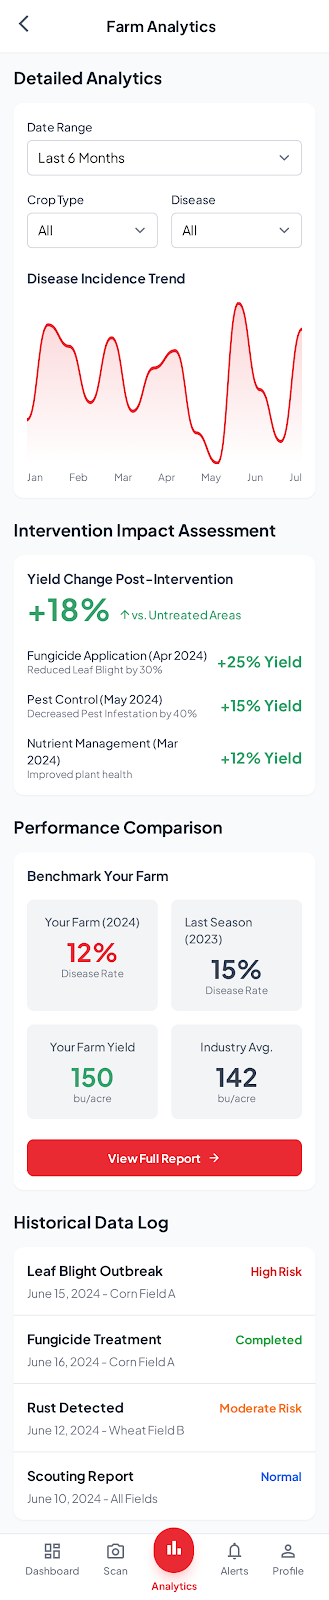 Farm Analytics
Detailed Analytics
Date Range
Last 6 Months
Crop Type
Disease
All
All
Disease Incidence Trend
Jan Feb Mar Apr May Jun Jul
Intervention Impact Assessment
Yield Change Post-Intervention
+18% ↑ vs. Untreated Areas
Fungicide Application (Apr 2024)
Reduced Leaf Blight by 30%
+25% Yield
Pest Control (May 2024)
Decreased Pest Infestation by 40%
+15% Yield
Nutrient Management (Mar
2024)
Improved plant health
+12% Yield
Performance Comparison
Benchmark Your Farm
Your Farm (2024)
12%
Disease Rate
Last Season
(2023)
15%
Disease Rate
Your Farm Yield
150
bu/acre
Industry Avg.
142
bu/acre
View Full Report →
Historical Data Log
Leaf Blight Outbreak
High Risk
June 15, 2024 - Corn Field A
Fungicide Treatment
Completed
June 16, 2024 - Corn Field A
Rust Detected
Moderate Risk
June 12, 2024 - Wheat Field B
Scouting Report
Normal
June 10, 2024 - All Fields
Dashboard
Scan
Analytics
Alerts
Profile